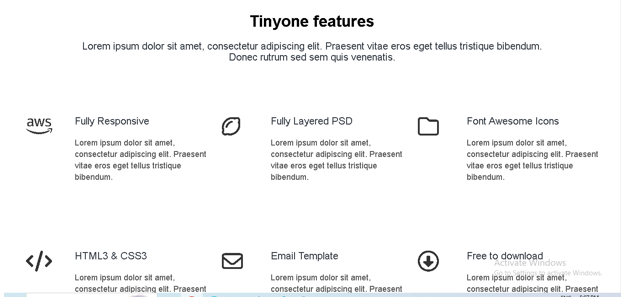 Tinyone features
Lorem ipsum dolor sit amet, consectetur adipiscing elit. Praesent vitae eros eget tellus tristique bibendum.
Donec rutrum sed sem quis venenatis.
aws
Fully Responsive
Lorem ipsum dolor sit amet,
consectetur adipiscing elit. Praesent
vitae eros eget tellus tristique
bibendum.
Fully Layered PSD
Lorem ipsum dolor sit amet,
consectetur adipiscing elit. Praesent
vitae eros eget tellus tristique
bibendum.
Font Awesome Icons
Lorem ipsum dolor sit amet,
consectetur adipiscing elit. Praesent
vitae eros eget tellus tristique
bibendum.
HTML3 & CSS3
Lorem ipsum dolor sit amet,
consectetur adipiscing elit. Praesent
Email Template
Lorem ipsum dolor sit amet,
consectetur adipiscing elit. Praesent
Free to download
Lorem ipsum dolor sit amet,
consectetur adipiscing elit. Praesent
Activate Windows
Go to Settings to activate Windows.